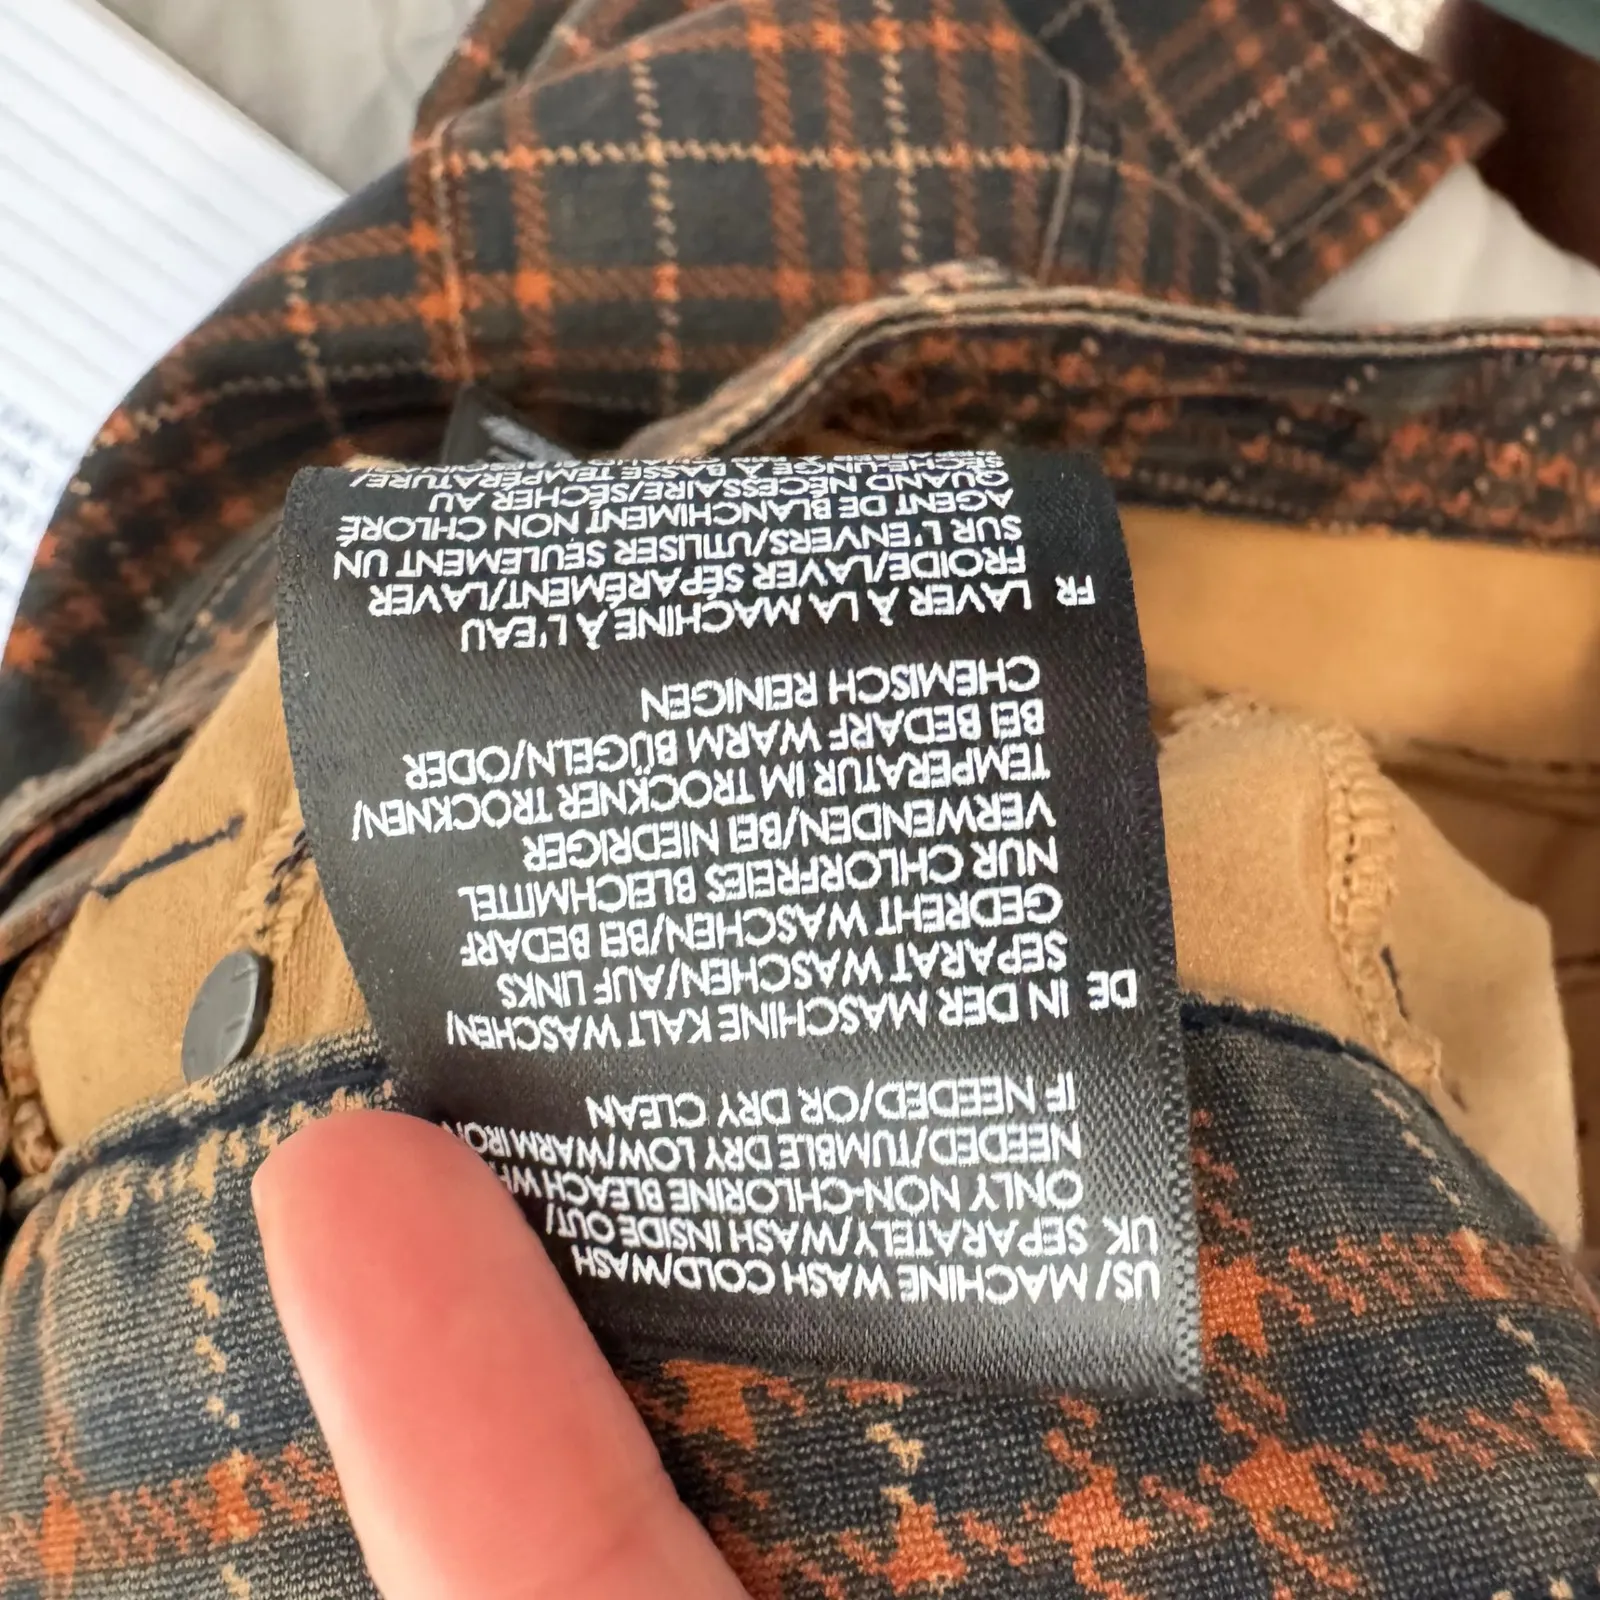 US/ MACHINE WASH COLD/WASH
UK SEPARATELY/WASH INSIDE OUT/
ONLY NON-CHLORINE BLEACH
NEEDED/TUMBLE DRY LOW/WARM IRON
IF NEEDED/OR DRY CLEAN
DE IN DER MASCHINE KALT WASCHEN/
SEPARAT WASCHEN/AUF LINKS
GEDREHT WASCHEN/BEI BEDARF
NUR CHLORFREIES BLEICHMITTEL
VERWENDEN/BEI NIEDRIGER
TEMPERATUR IM TROCKNER TROCKNEN/
BEI BEDARF WARM BÜGELN/ODER
CHEMISCH REINIGEN
FR LAVER À LA MACHINE À L'EAU
FROIDE/LAVER SÉPARÉMENT/LAVER
SUR L'ENVERS/UTILISER SEULEMENT UN
AGENT DE BLANCHIMENT NON CHLORÉ
QUAND NÉCESSAIRE/SÉCHER AU
SÈCHE-LINGE À BASSE TEMPÉRATURE/